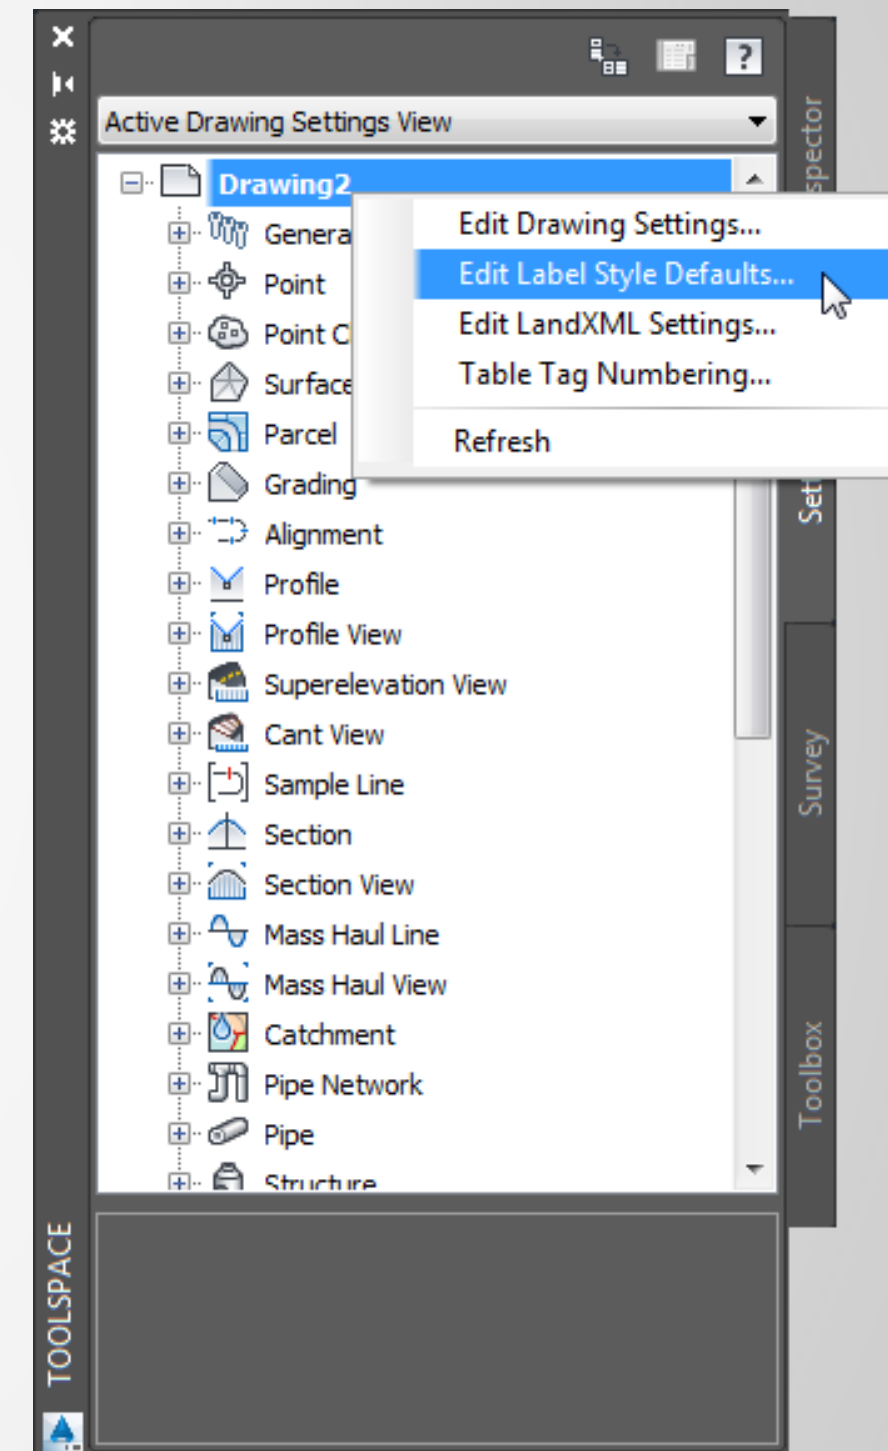 Active Drawing Settings View
Drawing2
Genera
Point
Point C
Surface
Parcel
Grading
Alignment
Profile
Profile View
Superelevation View
Cant View
Sample Line
Section
Section View
Mass Haul Line
Mass Haul View
Catchment
Pipe Network
Pipe
Structure
Edit Drawing Settings...
Edit Label Style Defaults...
Edit LandXML Settings...
Table Tag Numbering...
Refresh
spector
Set
Survey
Toolbox
TOOLSPACE